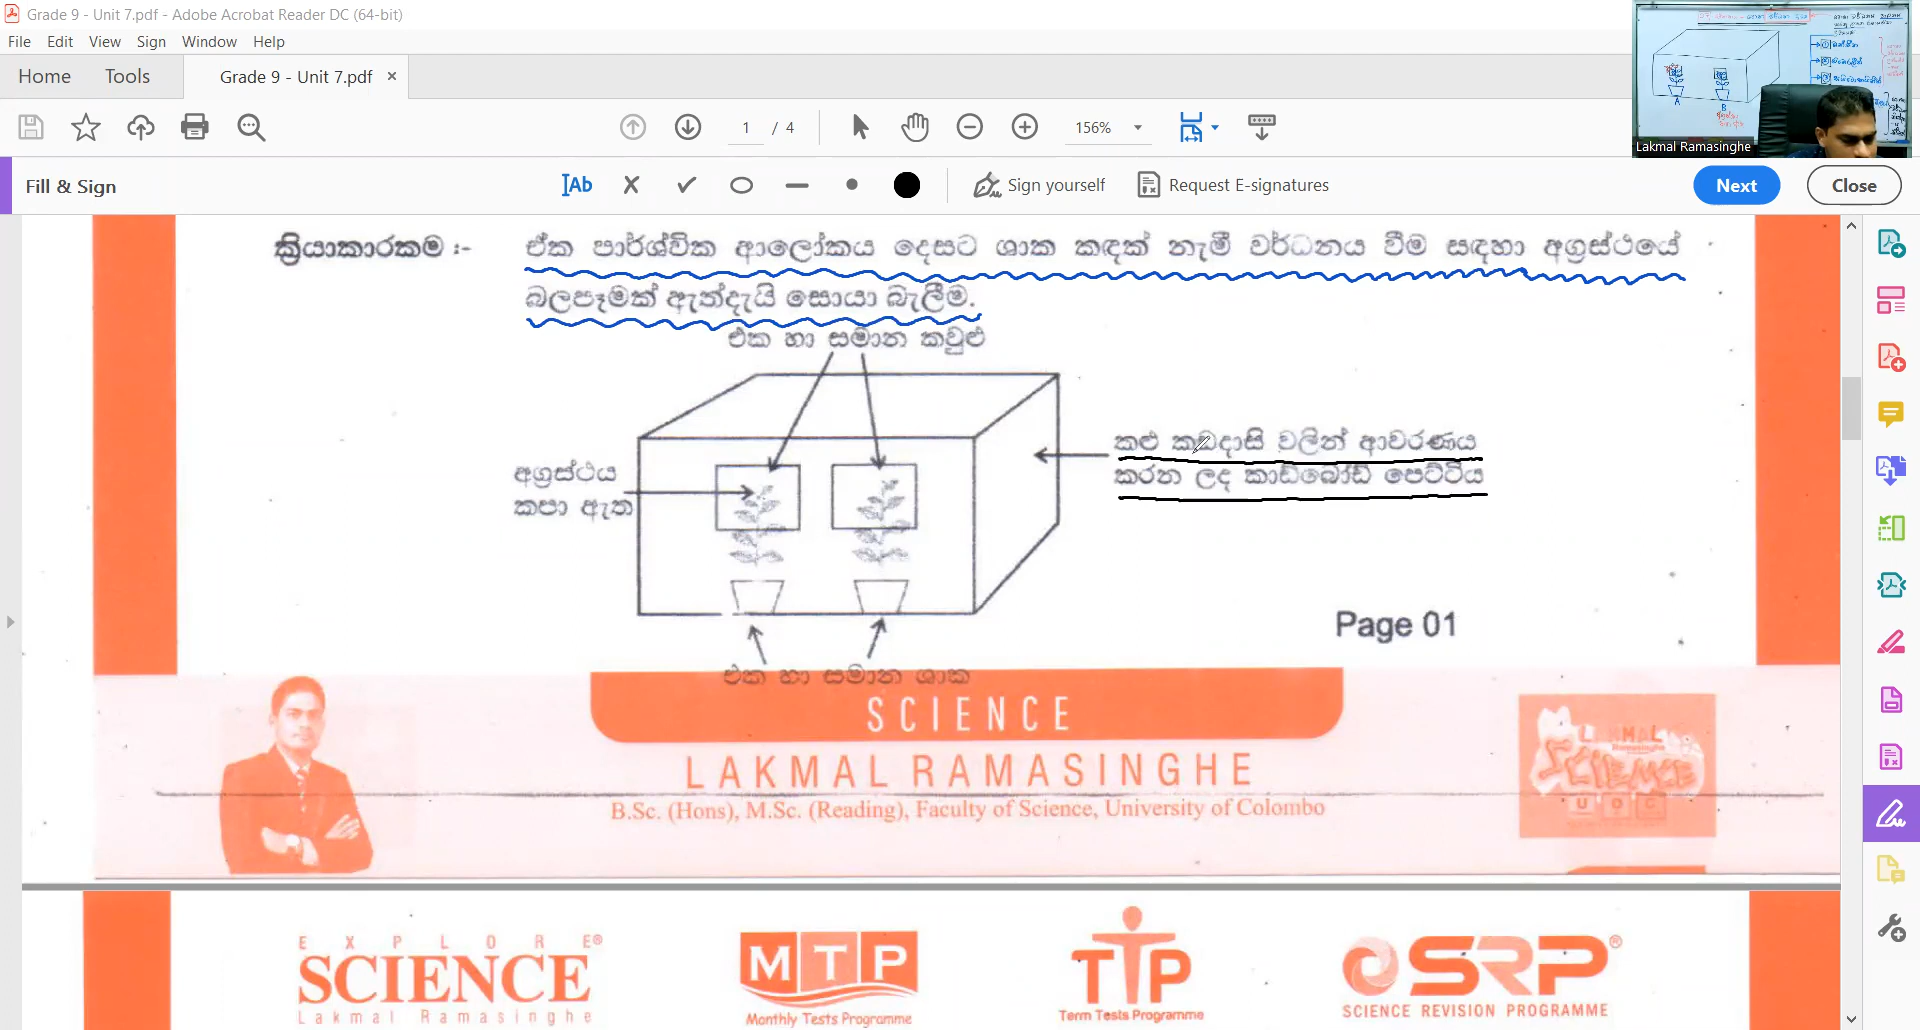 Grade 9 - Unit 7.pdf - Adobe Acrobat Reader DC (64-bit)
File Edit View Sign Window Help
Home Tools Grade 9 - Unit 7.pdf ×
1 / 4 156%
Lakmal Ramasinghe
Fill & Sign
Ab Sign yourself Request E-signatures Next Close
ක්‍රියාකාරකම :- ඒක පාර්ශ්වික ආලෝකය දෙසට ශාක කඳක් නැමී වර්ධනය වීම සඳහා අග්‍රස්ථයේ
බලපෑමක් ඇත්දැයි සොයා බැලීම.
එක හා සමාන කවුළු
කළු කඩදාසි වලින් ආවරණය
කරන ලද කාඩ්බෝඩ් පෙට්ටිය
අග්‍රස්ථය
කපා ඇත
Page 01
එක හා සමාන ශාක
SCIENCE
LAKMAL RAMASINGHE
B.Sc. (Hons), M.Sc. (Reading), Faculty of Science, University of Colombo
LAKMAL
Ramasinghe
SCIENCE
U O C
EXPLORE®
SCIENCE
Lakmal Ramasinghe
MTP
Monthly Tests Programme
TTP
Term Tests Programme
SRP®
SCIENCE REVISION PROGRAMME
A
B